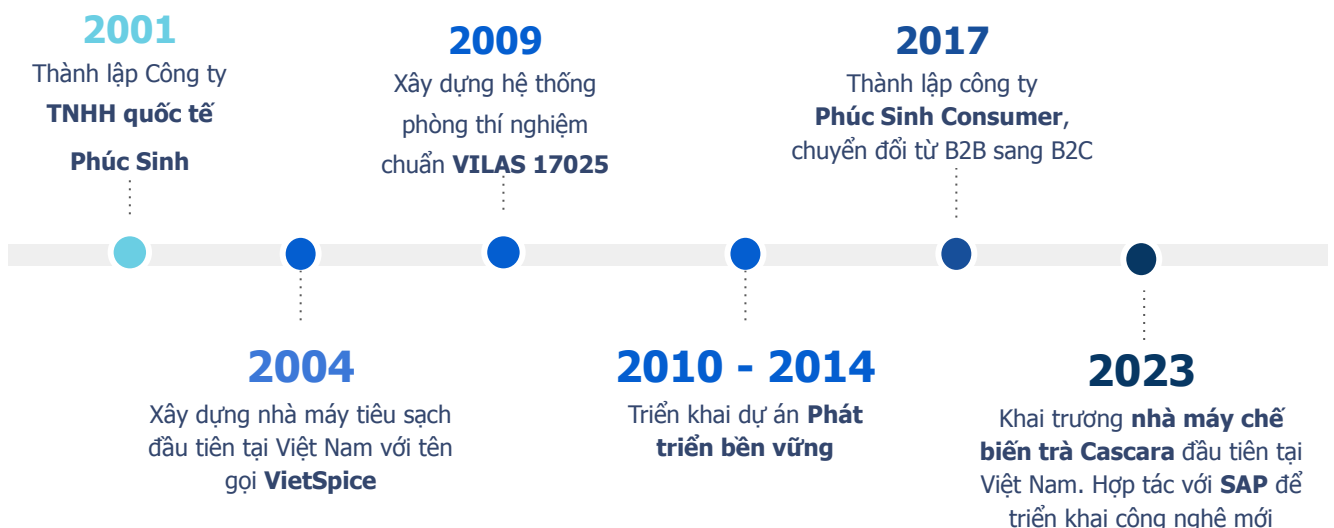 2001
Thành lập Công ty
TNHH quốc tế
Phúc Sinh
2009
Xây dựng hệ thống
phòng thí nghiệm
chuẩn VILAS 17025
2017
Thành lập công ty
Phúc Sinh Consumer,
chuyển đổi từ B2B sang B2C
2004
Xây dựng nhà máy tiêu sạch
đầu tiên tại Việt Nam với tên
gọi VietSpice
2010 - 2014
Triển khai dự án Phát
triển bền vững
2023
Khai trương nhà máy chế
biến trà Cascara đầu tiên tại
Việt Nam. Hợp tác với SAP để
triển khai công nghệ mới